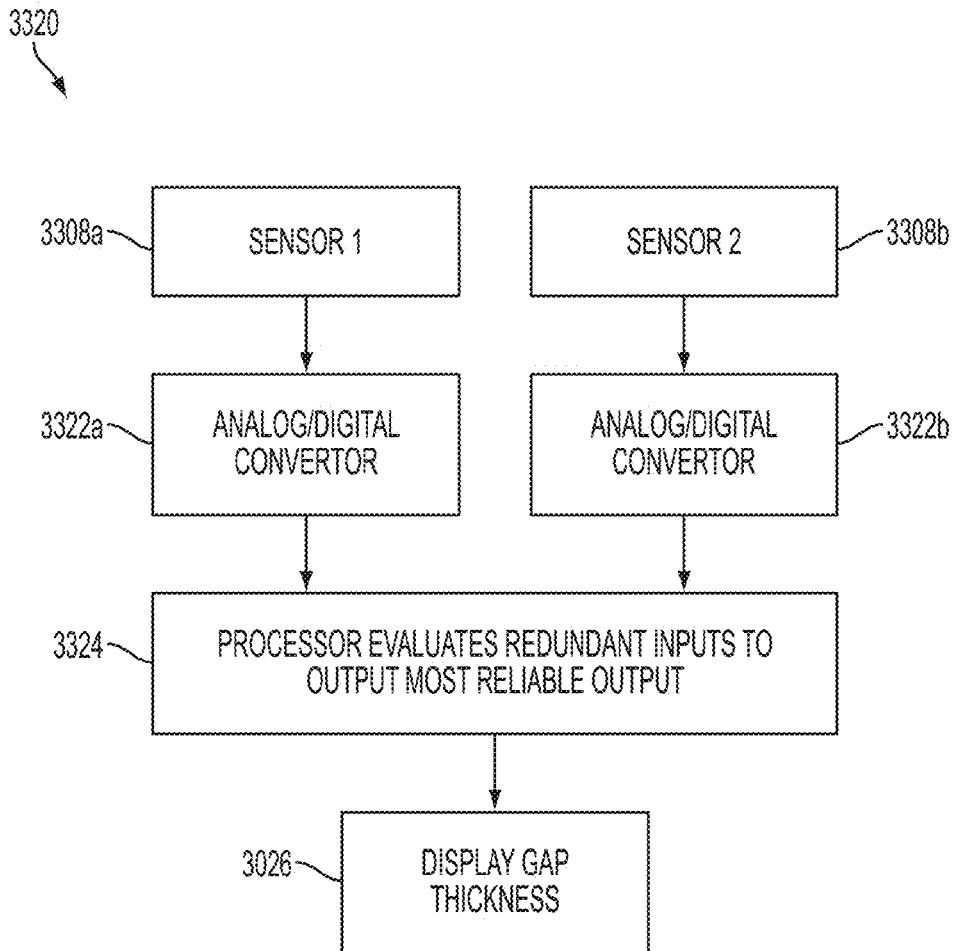 3320
3308a
SENSOR 1
SENSOR 2
3308b
3322a
ANALOG/DIGITAL
CONVERTOR
ANALOG/DIGITAL
CONVERTOR
3322b
3324
PROCESSOR EVALUATES REDUNDANT INPUTS TO
OUTPUT MOST RELIABLE OUTPUT
3026
DISPLAY GAP
THICKNESS